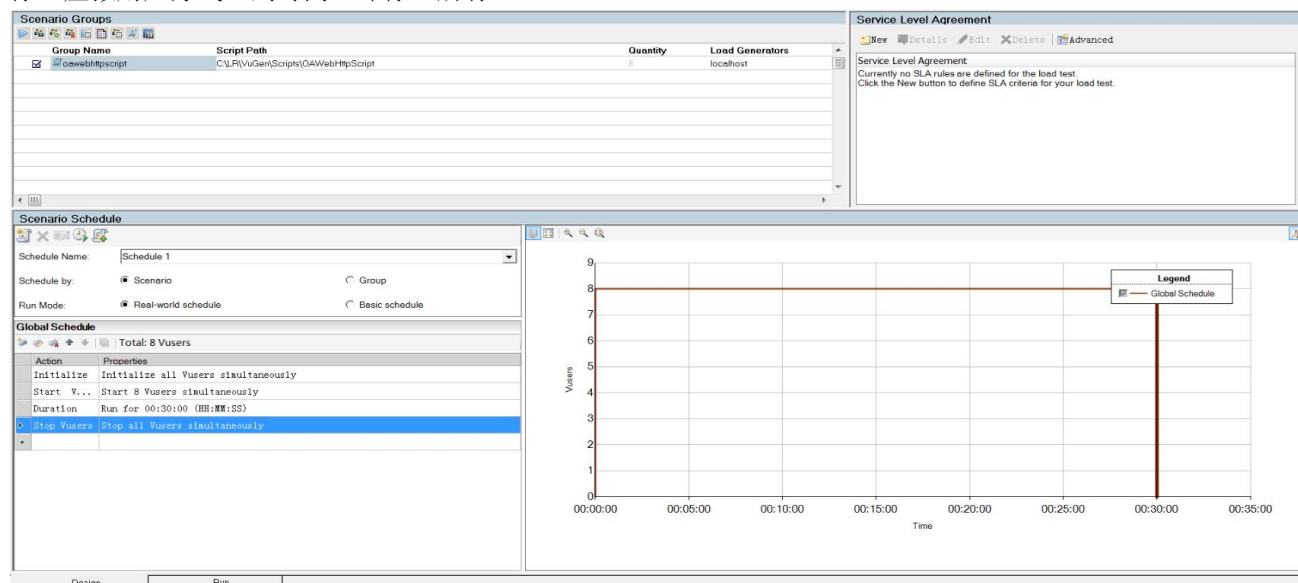 Scenario Groups
Group Name Script Path Quantity Load Generators
oawebhttpscript C:\LR\VuGen\Scripts\OAWebHttpScript 8 localhost
Service Level Agreement
New Details Edit Delete Advanced
Service Level Agreement
Currently no SLA rules are defined for the load test.
Click the New button to define SLA criteria for your load test.
Scenario Schedule
Schedule Name: Schedule 1
Schedule by: Scenario Group
Run Mode: Real-world schedule Basic schedule
Global Schedule
Total: 8 Vusers
Action Properties
Initialize Initialize all Vusers simultaneously
Start V... Start 8 Vusers simultaneously
Duration Run for 00:30:00 (HH:MM:SS)
Stop Vusers Stop all Vusers simultaneously
Legend
Global Schedule
Vusers
9
8
7
6
5
4
3
2
1
0
00:00:00 00:05:00 00:10:00 00:15:00 00:20:00 00:25:00 00:30:00 00:35:00
Time
Design Run